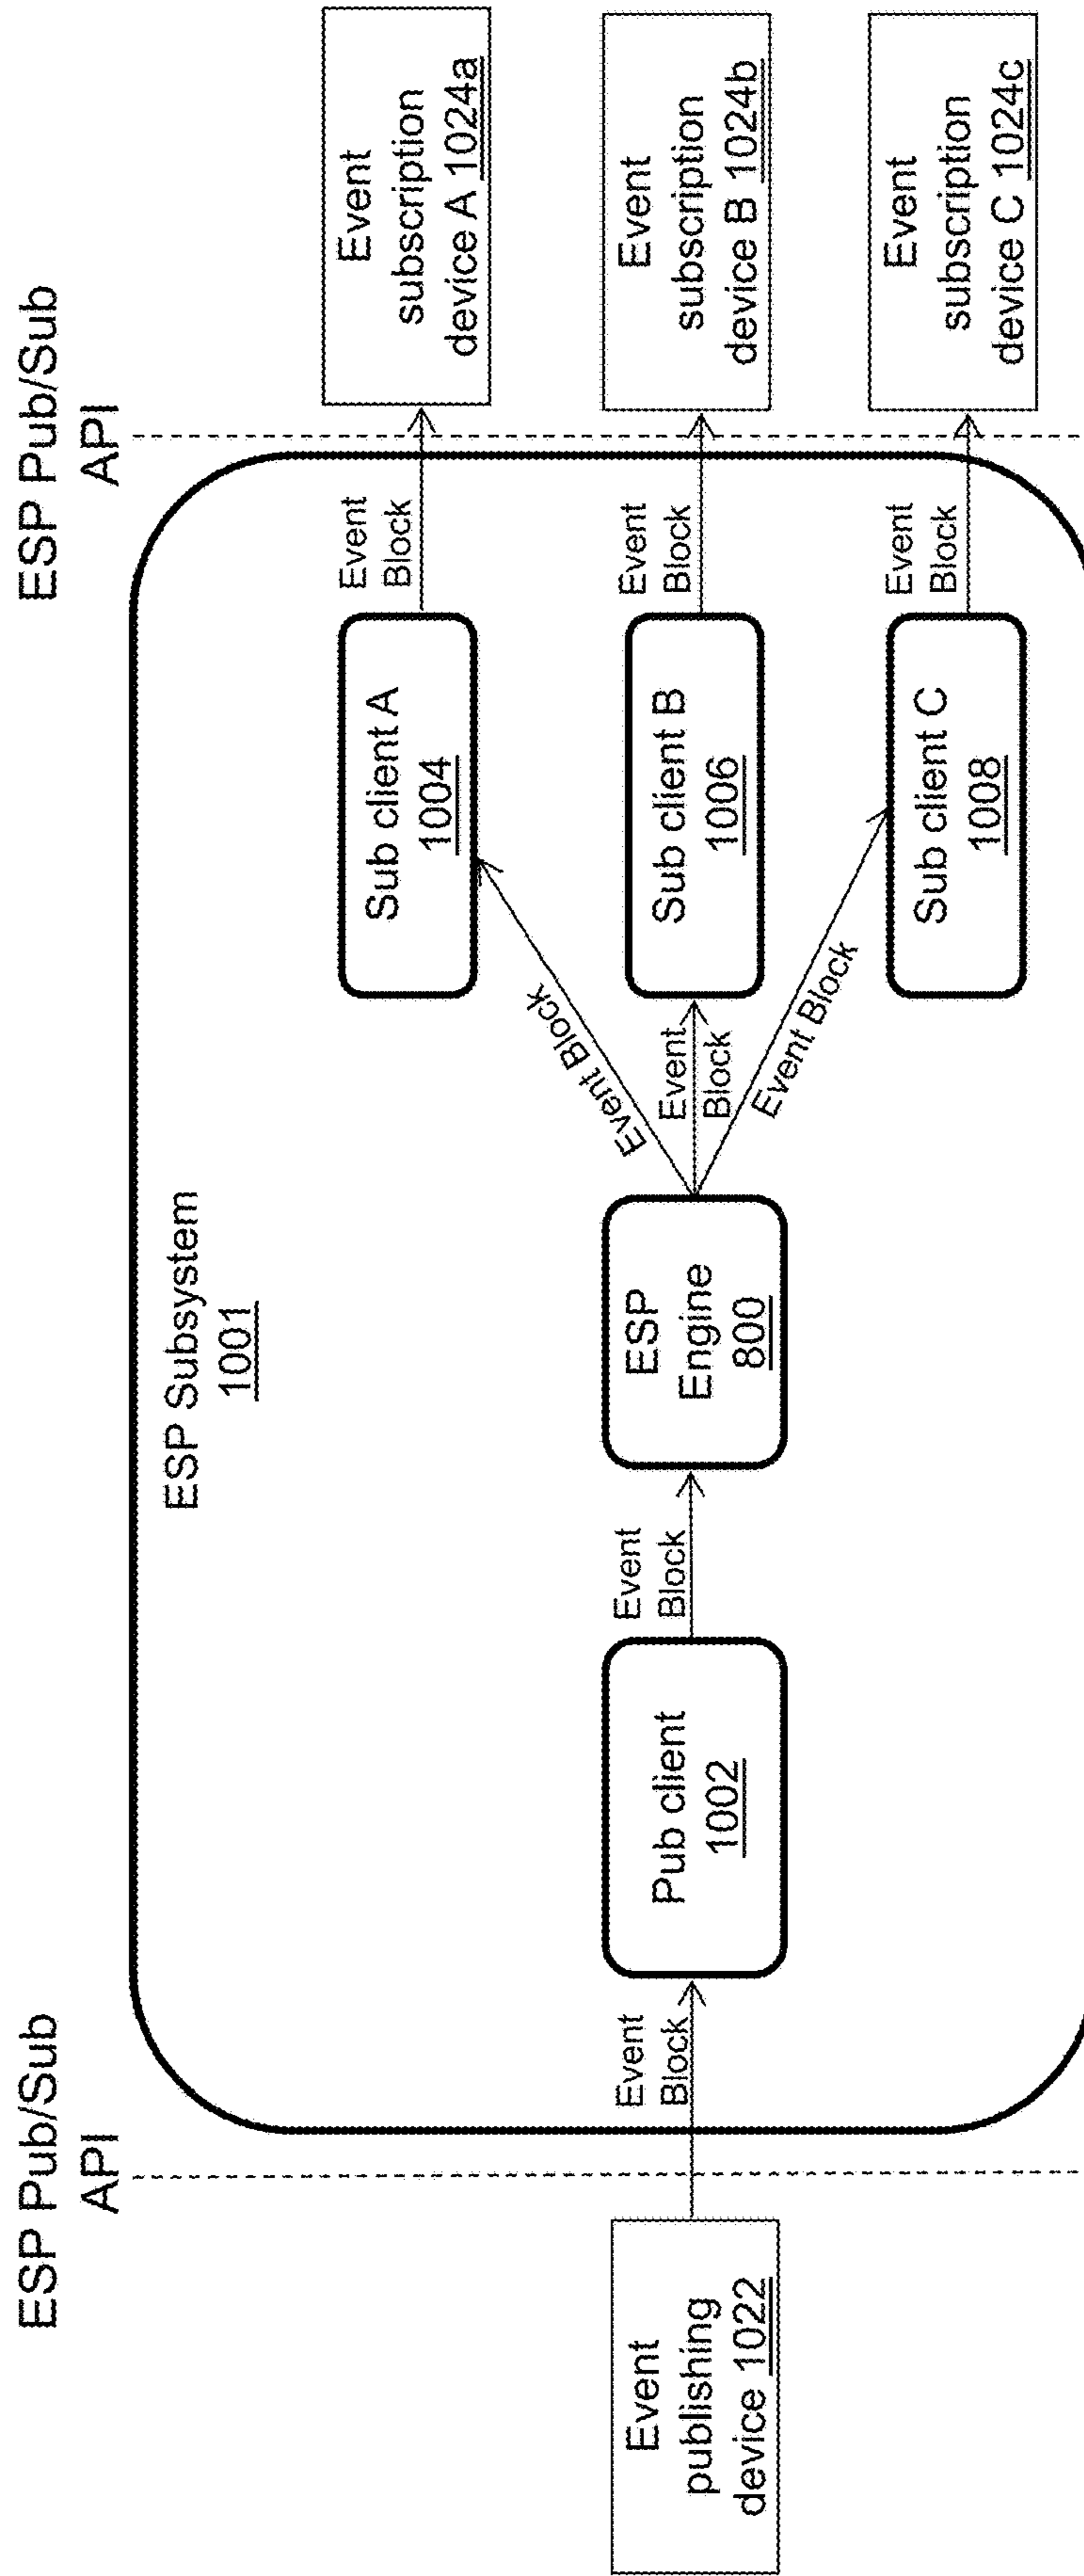 ESP Pub/Sub
API
ESP Pub/Sub
API
ESP Subsystem
1001
Event
publishing
device 1022
Event
Block
Pub client
1002
Event
Block
ESP
Engine
800
Event Block
Event
Block
Event Block
Sub client A
1004
Sub client B
1006
Sub client C
1008
Event
Block
Event
Block
Event
Block
Event
subscription
device A 1024a
Event
subscription
device B 1024b
Event
subscription
device C 1024c